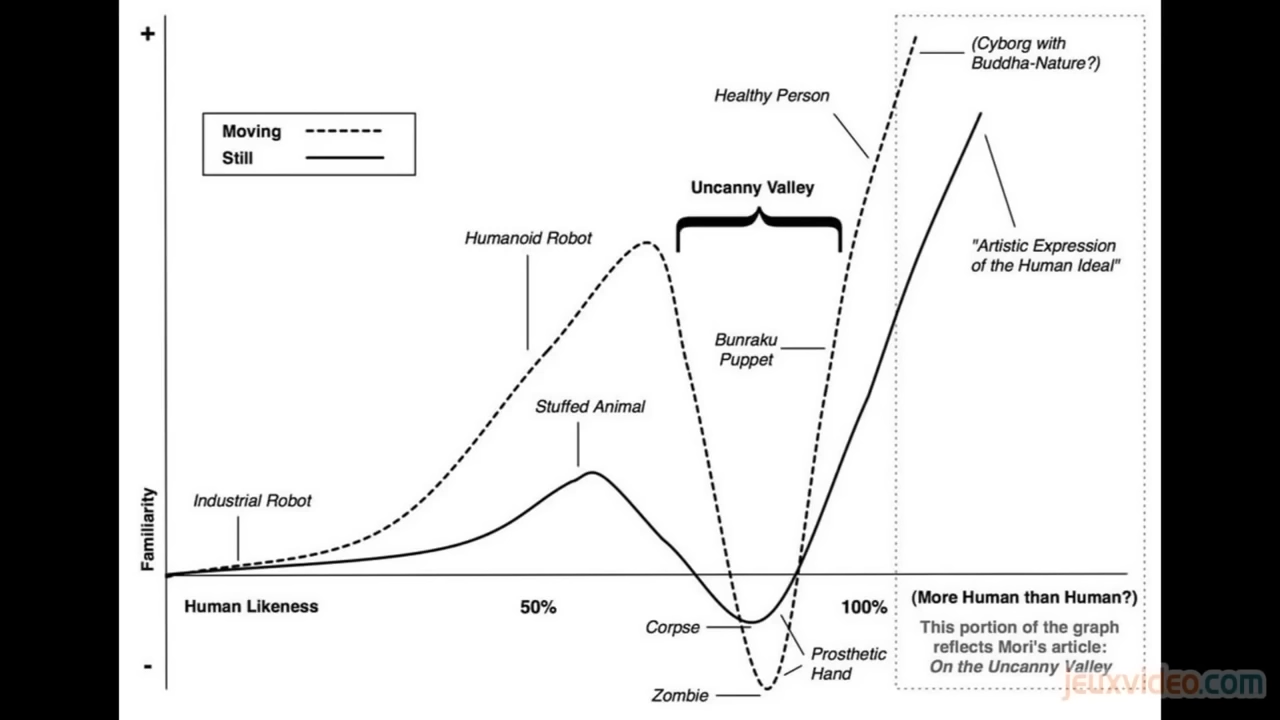 +
(Cyborg with
Buddha-Nature?)
Healthy Person
Moving
Still
Uncanny Valley
Humanoid Robot
"Artistic Expression
of the Human Ideal"
Bunraku
Puppet
Stuffed Animal
Industrial Robot
Familiarity
Human Likeness
50%
100%
(More Human than Human?)
This portion of the graph
reflects Mori's article:
On the Uncanny Valley
Corpse
Prosthetic
Hand
-
Zombie
jeuxvideo.com